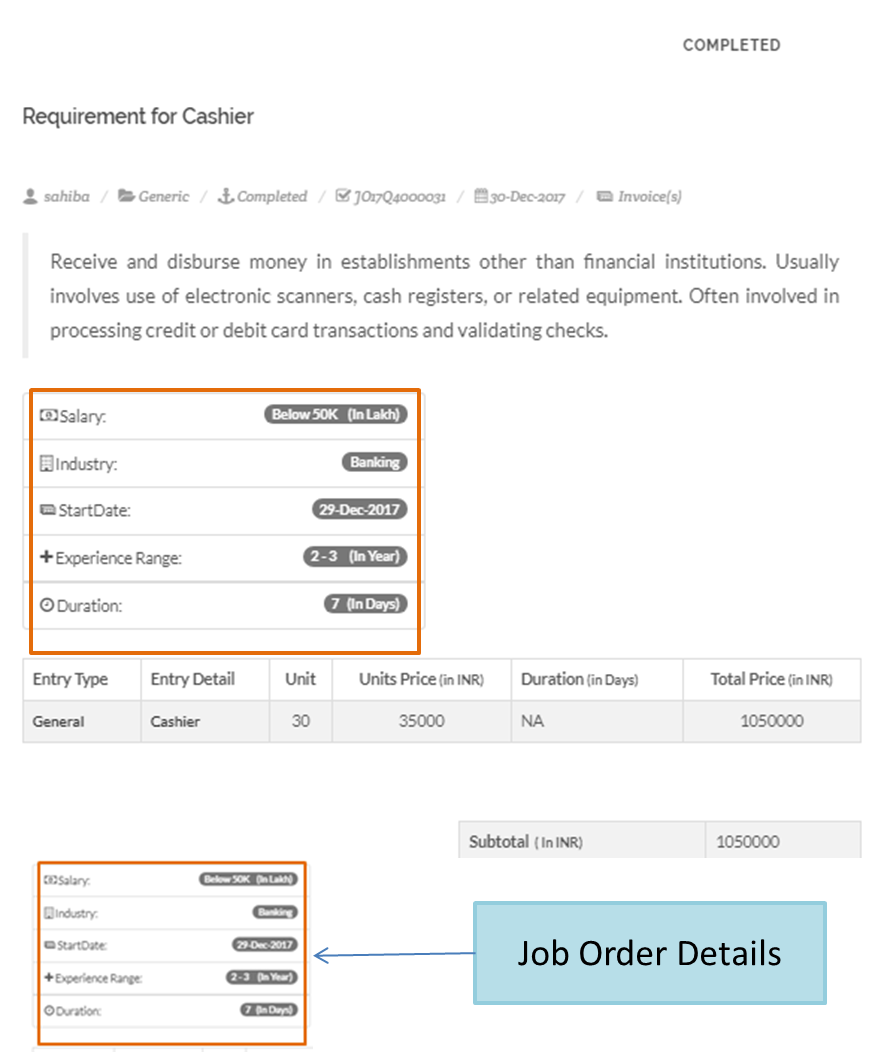 COMPLETED
Requirement for Cashier
sahiba / Generic / Completed / JO17Q4000031 / 30-Dec-2017 / Invoice(s)
Receive and disburse money in establishments other than financial institutions. Usually
involves use of electronic scanners, cash registers, or related equipment. Often involved in
processing credit or debit card transactions and validating checks.
Salary: Below 50K (In Lakh)
Industry: Banking
StartDate: 29-Dec-2017
Experience Range: 2 - 3 (In Year)
Duration: 7 (In Days)
Entry Type Entry Detail Unit Units Price (in INR) Duration (in Days) Total Price (in INR)
General Cashier 30 35000 NA 1050000
Subtotal ( In INR) 1050000
Salary: Below 50K (In Lakh)
Industry: Banking
StartDate: 29-Dec-2017
Experience Range: 2 - 3 (In Year)
Duration: 7 (In Days)
Job Order Details